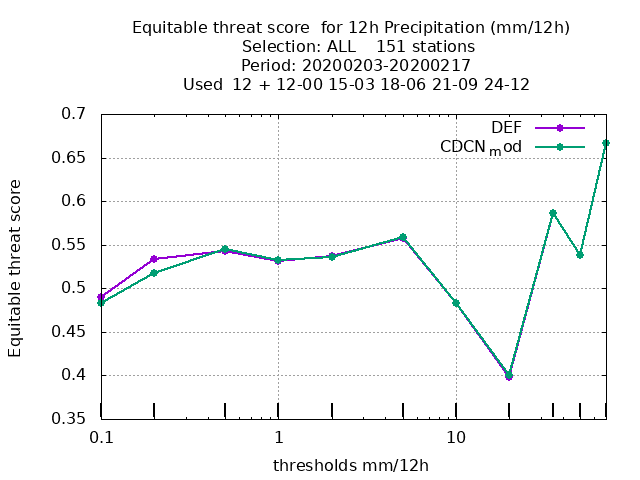 Equitable threat score  for 12h Precipitation (mm/12h)
Selection: ALL    151 stations
Period: 20200203-20200217
Used  12 + 12-00 15-03 18-06 21-09 24-12
DEF
CDCNmod
Equitable threat score
0.7
0.65
0.6
0.55
0.5
0.45
0.4
0.35
0.1 1 10
thresholds mm/12h